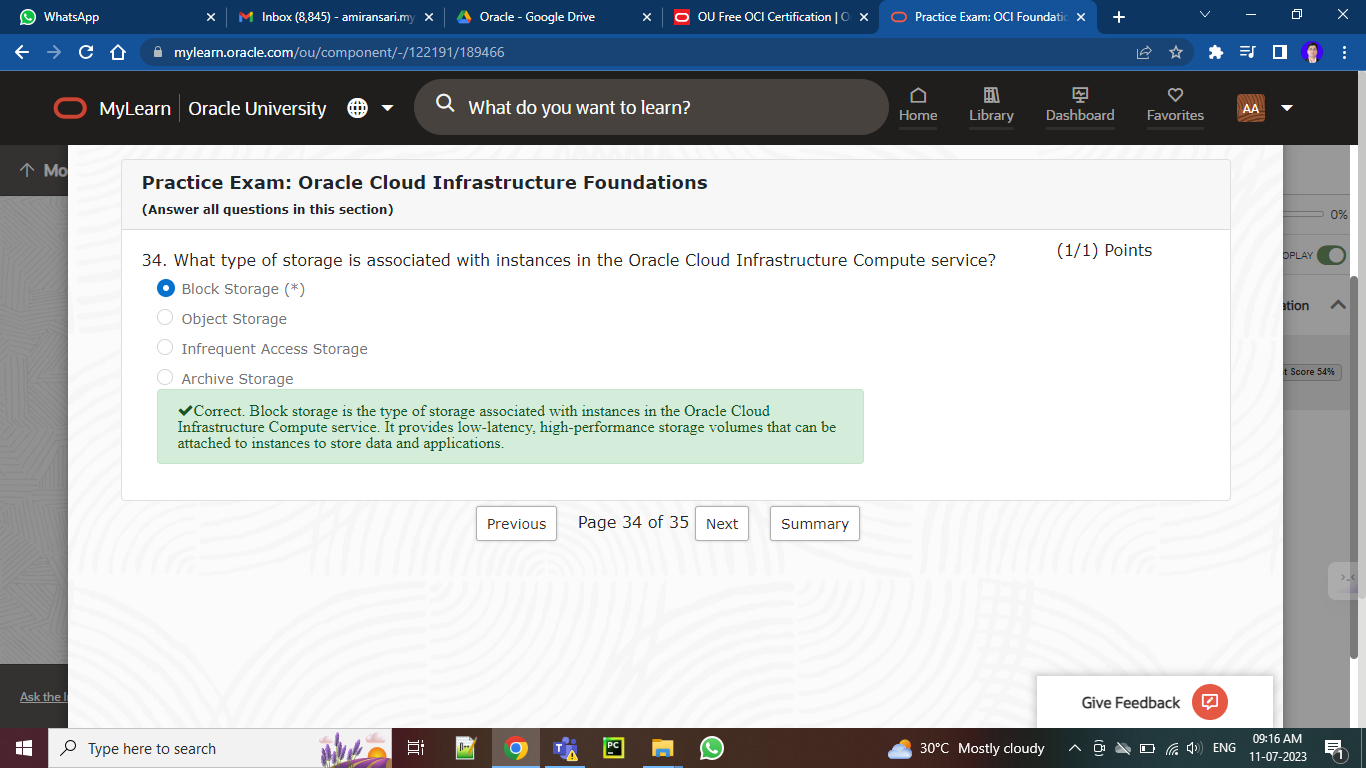 WhatsApp
Inbox (8,845) - amiransari.my
Oracle - Google Drive
OU Free OCI Certification | O
Practice Exam: OCI Foundatic
mylearn.oracle.com/ou/component/-/122191/189466
MyLearn
Oracle University
What do you want to learn?
Home
Library
Dashboard
Favorites
AA
Mo
Practice Exam: Oracle Cloud Infrastructure Foundations
(Answer all questions in this section)
0%
OPLAY
ation
t Score 54%
34. What type of storage is associated with instances in the Oracle Cloud Infrastructure Compute service?
(1/1) Points
Block Storage (*)
Object Storage
Infrequent Access Storage
Archive Storage
✔Correct. Block storage is the type of storage associated with instances in the Oracle Cloud
Infrastructure Compute service. It provides low-latency, high-performance storage volumes that can be
attached to instances to store data and applications.
Previous
Page 34 of 35
Next
Summary
Ask the I
Give Feedback
Type here to search
PC
30°C Mostly cloudy
ENG
09:16 AM
11-07-2023
1